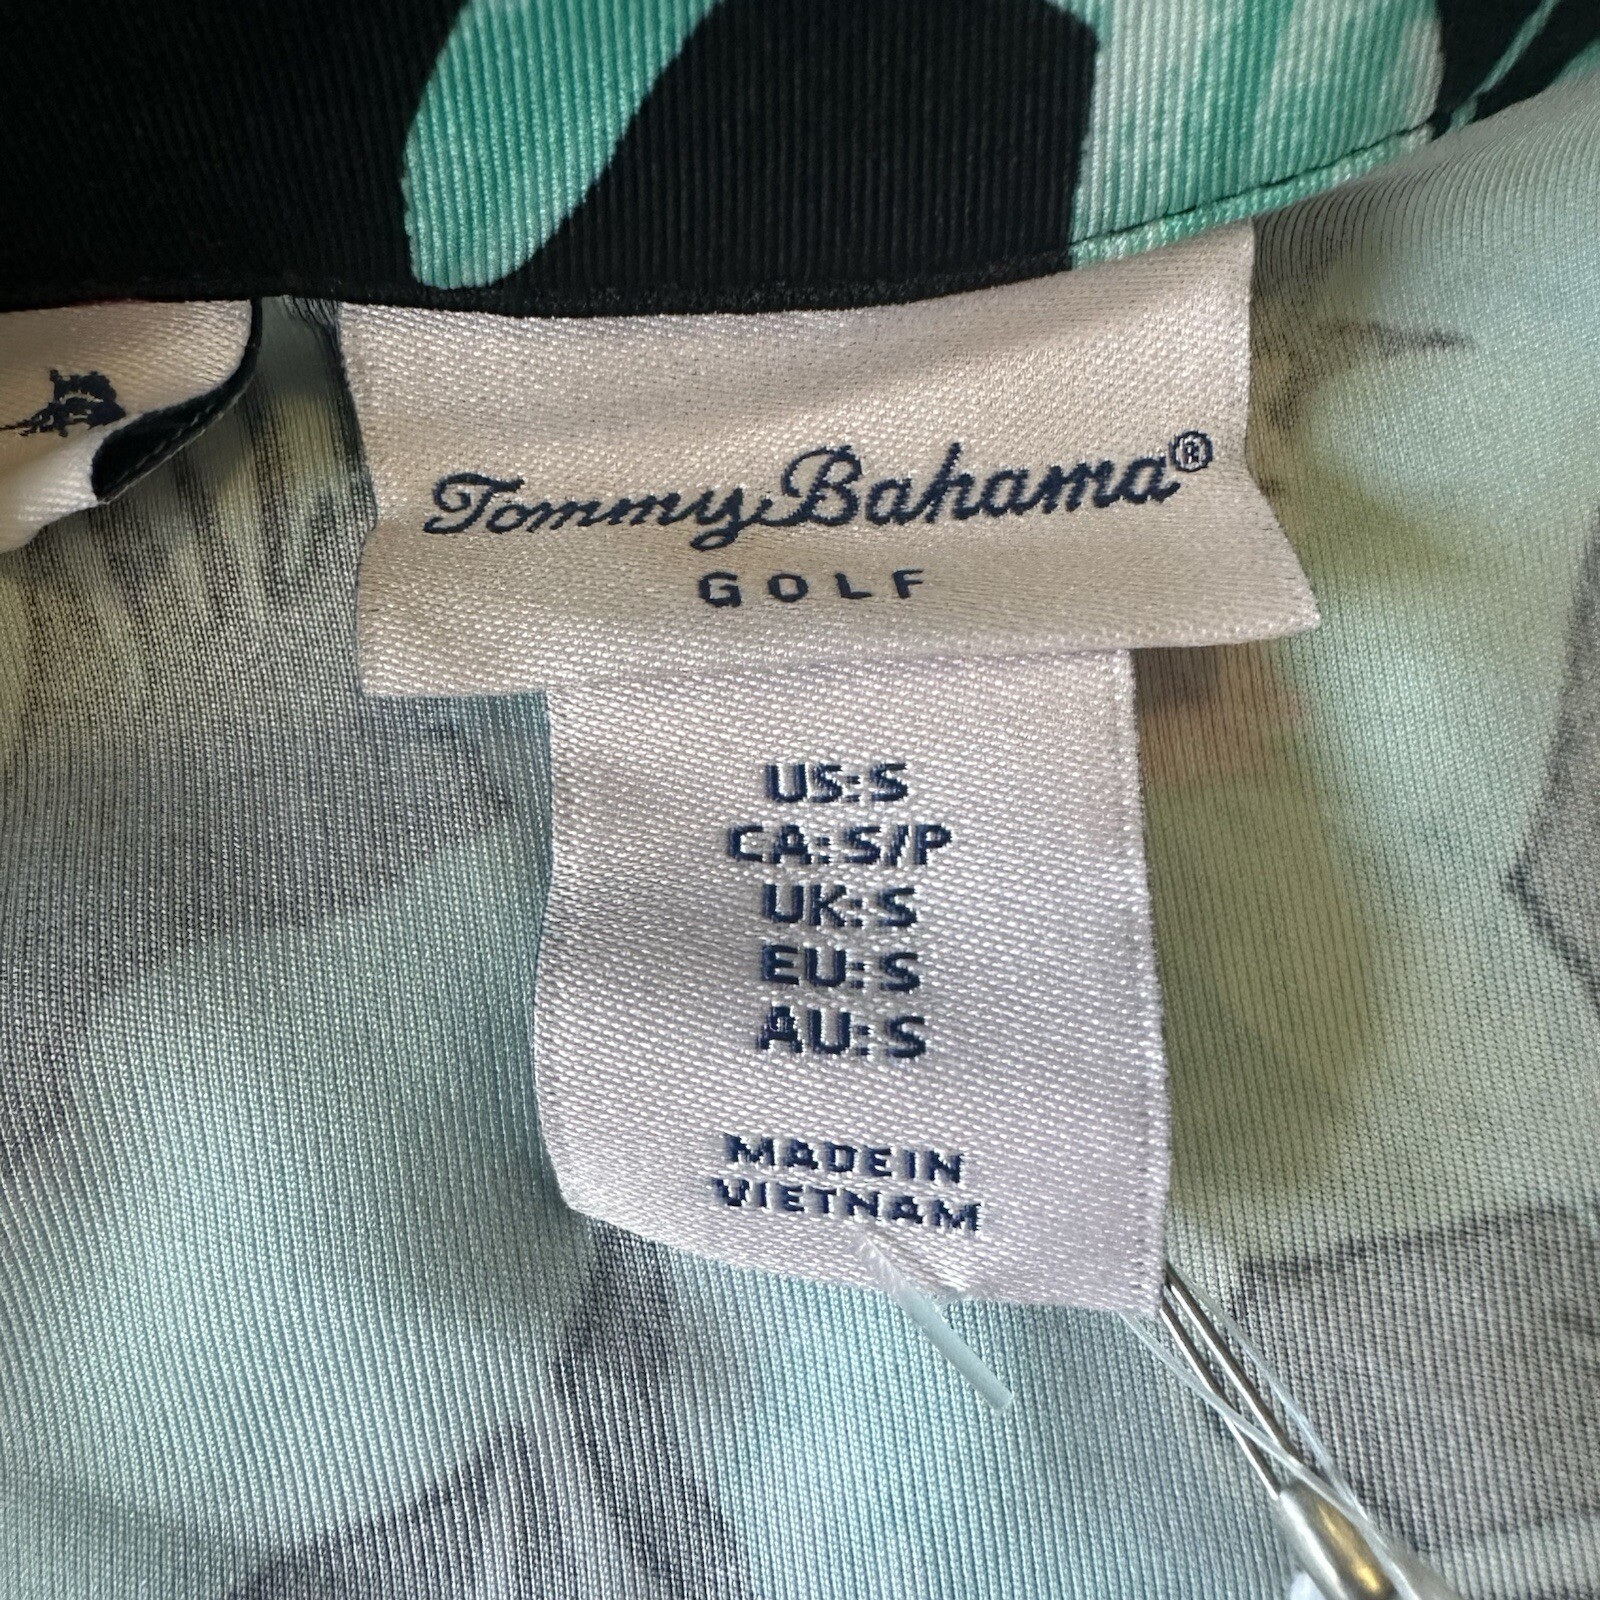 Tommy Bahama®
GOLF
US: S
CA: S/P
UK: S
EU: S
AU: S
MADE IN
VIETNAM